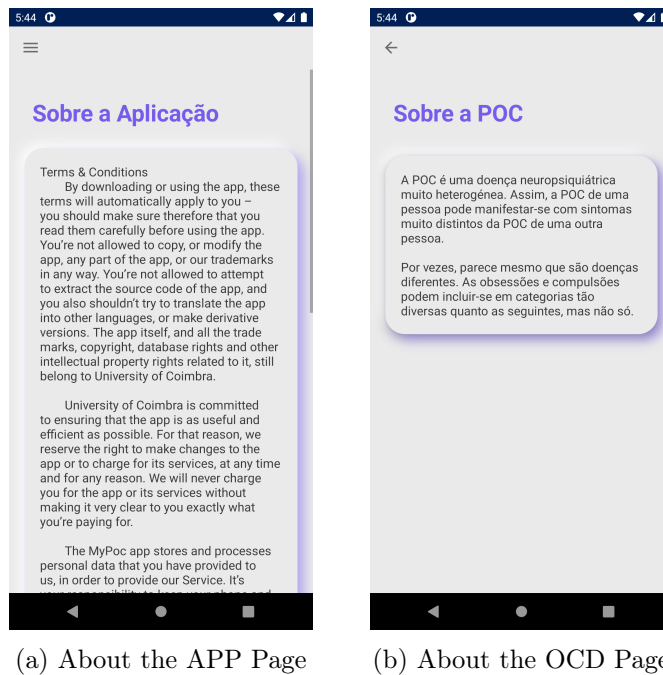 5:44
Sobre a Aplicação
Terms & Conditions
By downloading or using the app, these
terms will automatically apply to you –
you should make sure therefore that you
read them carefully before using the app.
You’re not allowed to copy, or modify the
app, any part of the app, or our trademarks
in any way. You’re not allowed to attempt
to extract the source code of the app, and
you also shouldn’t try to translate the app
into other languages, or make derivative
versions. The app itself, and all the trade
marks, copyright, database rights and other
intellectual property rights related to it, still
belong to University of Coimbra.
University of Coimbra is committed
to ensuring that the app is as useful and
efficient as possible. For that reason, we
reserve the right to make changes to the
app or to charge for its services, at any time
and for any reason. We will never charge
you for the app or its services without
making it very clear to you exactly what
you’re paying for.
The MyPoc app stores and processes
personal data that you have provided to
us, in order to provide our Service. It’s
(a) About the APP Page
5:44
Sobre a POC
A POC é uma doença neuropsiquiátrica
muito heterogénea. Assim, a POC de uma
pessoa pode manifestar-se com sintomas
muito distintos da POC de uma outra
pessoa.
Por vezes, parece mesmo que são doenças
diferentes. As obsessões e compulsões
podem incluir-se em categorias tão
diversas quanto as seguintes, mas não só.
(b) About the OCD Page